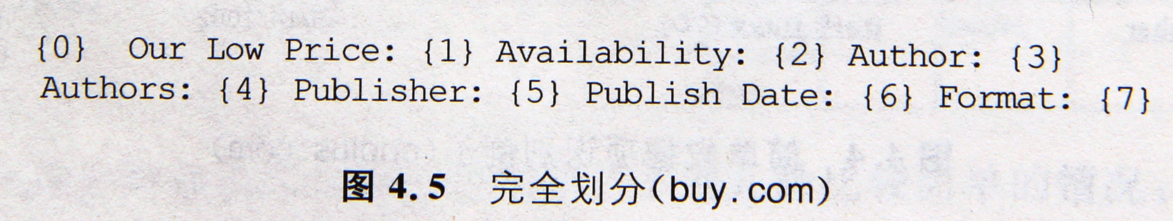 {0} Our Low Price: {1} Availability: {2} Author: {3}
Authors: {4} Publisher: {5} Publish Date: {6} Format: {7}
图 4.5 完全划分(buy.com)